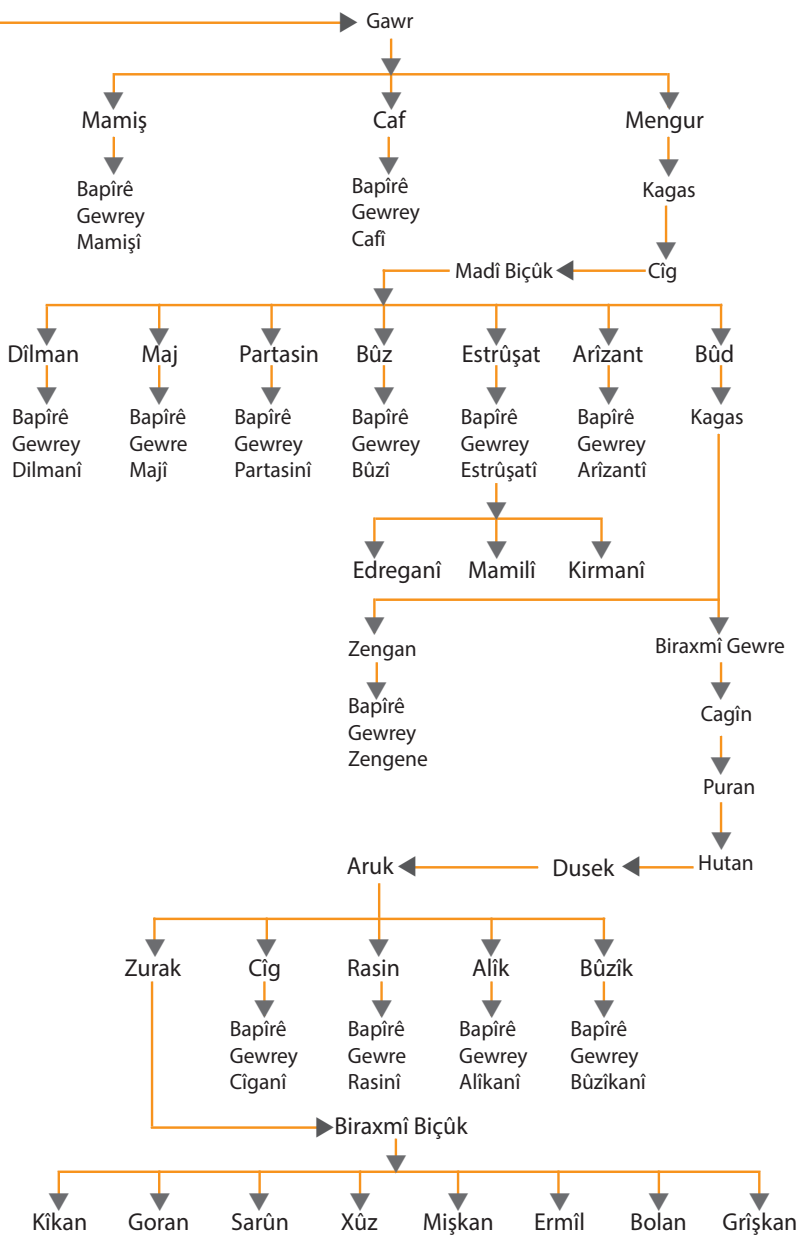 Gawr
Mamiş Caf Mengur
Bapîrê
Gewrey
Mamişî
Bapîrê
Gewrey
Cafî
Kagas
Madî Biçûk Cîg
Dîlman Maj Partasin Bûz Estrûşat Arîzant Bûd
Bapîrê
Gewrey
Dilmanî
Bapîrê
Gewre
Majî
Bapîrê
Gewrey
Partasinî
Bapîrê
Gewrey
Bûzî
Bapîrê
Gewrey
Estrûşatî
Bapîrê
Gewrey
Arîzantî
Kagas
Edreganî Mamilî Kirmanî
Zengan Biraxmî Gewre
Bapîrê
Gewrey
Zengene
Cagîn
Puran
Aruk Dusek Hutan
Zurak Cîg Rasin Alîk Bûzîk
Bapîrê
Gewrey
Cîganî
Bapîrê
Gewre
Rasinî
Bapîrê
Gewrey
Alîkanî
Bapîrê
Gewrey
Bûzîkanî
Biraxmî Biçûk
Kîkan Goran Sarûn Xûz Mişkan Ermîl Bolan Grîşkan